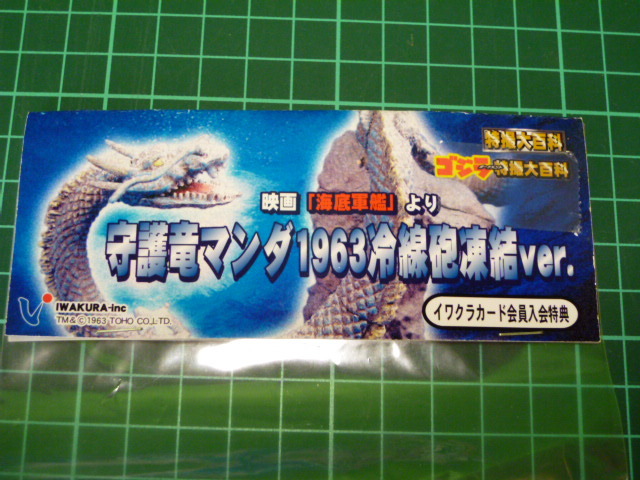 特撮大百科
ゴジラ特撮大百科
映画「海底軍艦」より
守護竜マンダ1963冷線砲凍結ver.
IWAKURA-inc
TM&©1963 TOHO CO.,LTD.
イワクラカード会員入会特典